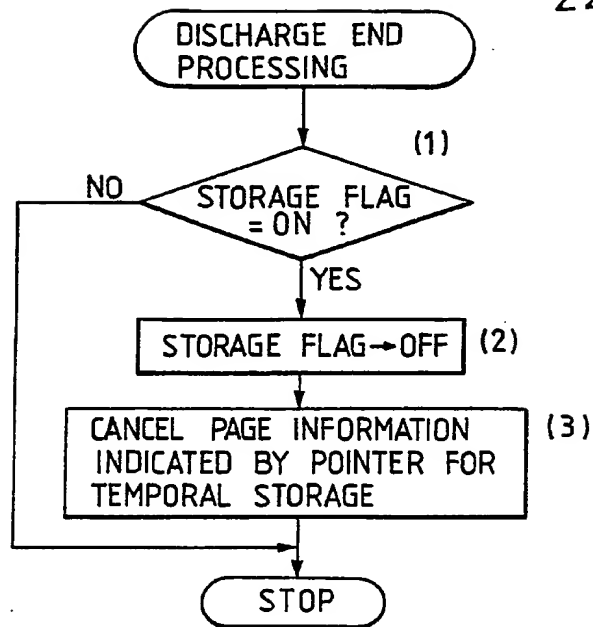 DISCHARGE END
PROCESSING
(1)
NO
STORAGE FLAG
=ON ?
YES
STORAGE FLAG→OFF
(2)
CANCEL PAGE INFORMATION
INDICATED BY POINTER FOR
TEMPORAL STORAGE
(3)
STOP